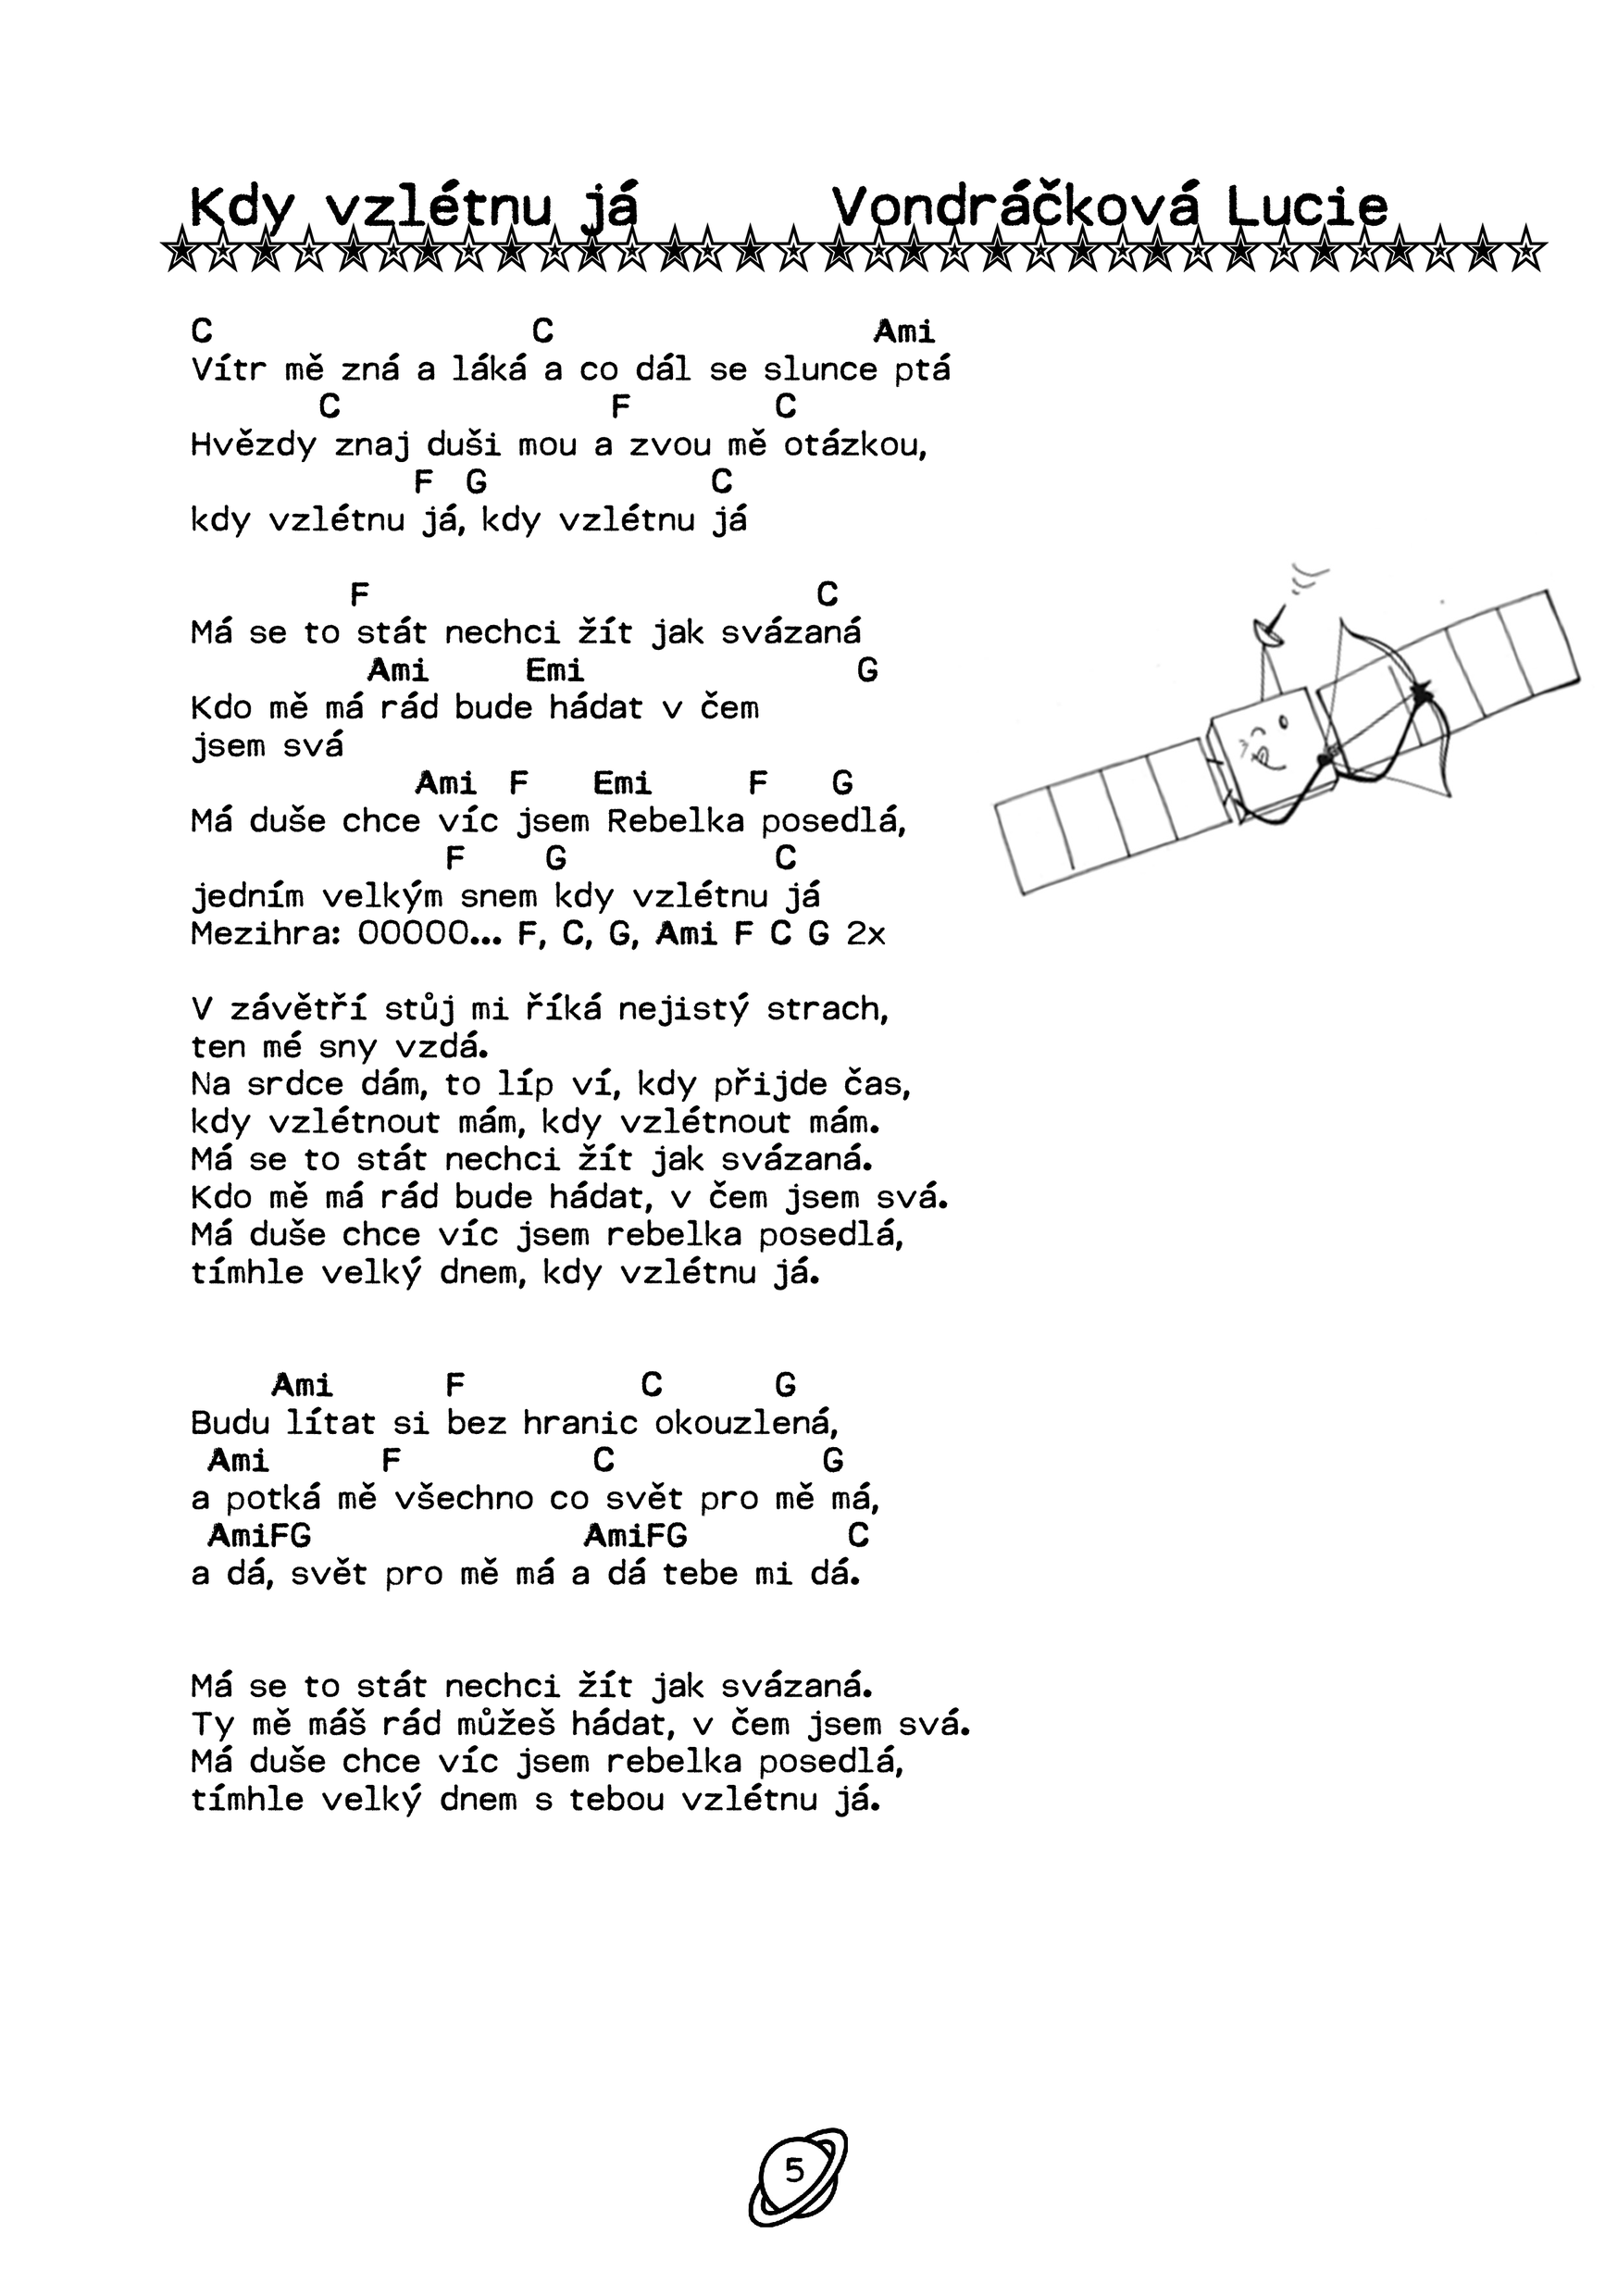 Kdy vzlétnu já Vondráčková Lucie
C C Ami
Vítr mě zná a láká a co dál se slunce ptá
C F C
Hvězdy znaj duši mou a zvou mě otázkou,
F G C
kdy vzlétnu já, kdy vzlétnu já
F C
Má se to stát nechci žít jak svázaná
Ami Emi G
Kdo mě má rád bude hádat v čem
jsem svá
Ami F Emi F G
Má duše chce víc jsem Rebelka posedlá,
F G C
jedním velkým snem kdy vzlétnu já
Mezihra: OOOOO... F, C, G, Ami F C G 2x
V závětří stůj mi říká nejistý strach,
ten mé sny vzdá.
Na srdce dám, to líp ví, kdy přijde čas,
kdy vzlétnout mám, kdy vzlétnout mám.
Má se to stát nechci žít jak svázaná.
Kdo mě má rád bude hádat, v čem jsem svá.
Má duše chce víc jsem rebelka posedlá,
tímhle velký dnem, kdy vzlétnu já.
Ami F C G
Budu lítat si bez hranic okouzlená,
Ami F C G
a potká mě všechno co svět pro mě má,
AmiFG AmiFG C
a dá, svět pro mě má a dá tebe mi dá.
Má se to stát nechci žít jak svázaná.
Ty mě máš rád můžeš hádat, v čem jsem svá.
Má duše chce víc jsem rebelka posedlá,
tímhle velký dnem s tebou vzlétnu já.
5